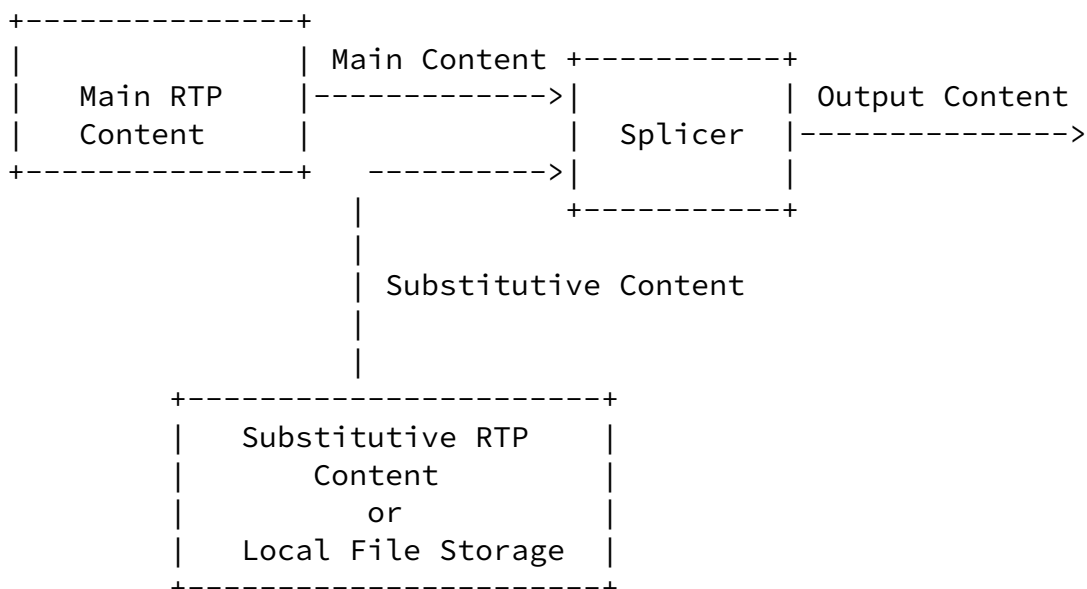 Main Content
Main RTP
Output Content
Content
Splicer
Substitutive Content
Substitutive RTP
Content
or
Local File Storage